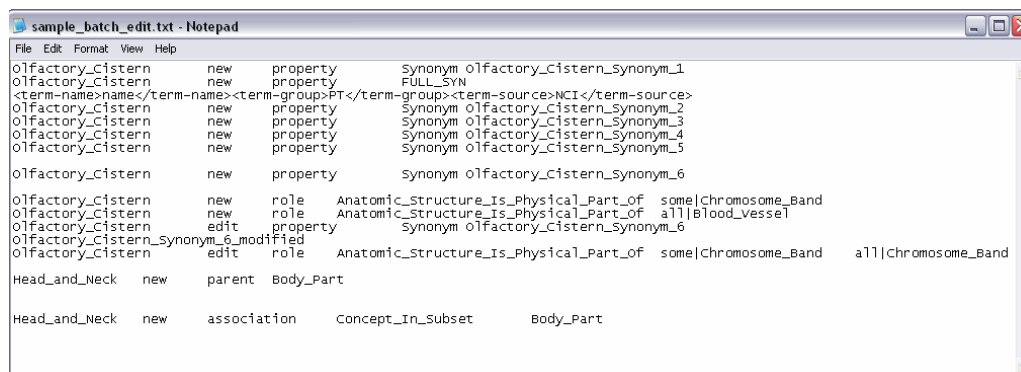 sample_batch_edit.txt - Notepad
File Edit Format View Help
Olfactory_Cistern new property Synonym Olfactory_Cistern_Synonym_1
Olfactory_Cistern new property FULL_SYN
<term-name>name</term-name><term-group>PT</term-group><term-source>NCI</term-source>
Olfactory_Cistern new property Synonym Olfactory_Cistern_Synonym_2
Olfactory_Cistern new property Synonym Olfactory_Cistern_Synonym_3
Olfactory_Cistern new property Synonym Olfactory_Cistern_Synonym_4
Olfactory_Cistern new property Synonym Olfactory_Cistern_Synonym_5
Olfactory_Cistern new property Synonym Olfactory_Cistern_Synonym_6
Olfactory_Cistern new role Anatomic_Structure_Is_Physical_Part_Of some|Chromosome_Band
Olfactory_Cistern new role Anatomic_Structure_Is_Physical_Part_Of all|Blood_Vessel
Olfactory_Cistern edit property Synonym Olfactory_Cistern_Synonym_6
Olfactory_Cistern_Synonym_6_modified
Olfactory_Cistern edit role Anatomic_Structure_Is_Physical_Part_Of some|Chromosome_Band all|Chromosome_Band
Head_and_Neck new parent Body_Part
Head_and_Neck new association Concept_In_Subset Body_Part